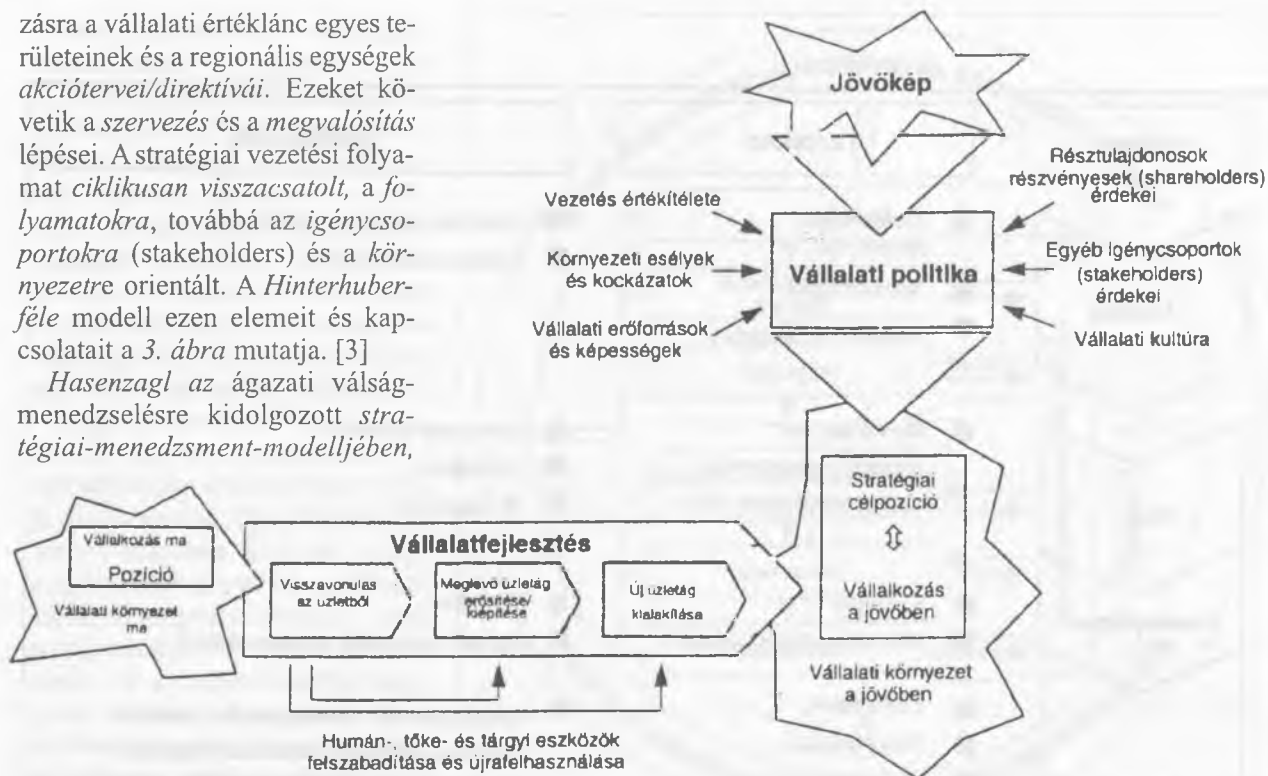 zásra a vállalati értéklánc egyes te-
rületeinek és a regionális egységek
akciótervei/direktívái. Ezeket kö-
vetik a szervezés és a megvalósítás
lépései. A stratégiai vezetési folya-
mat ciklikusan visszacsatolt, a fo-
lyamatokra, továbbá az igénycso-
portokra (stakeholders) és a kör-
nyezetre orientált. A Hinterhuber-
féle modell ezen elemeit és kap-
csolatait a 3. ábra mutatja. [3]
Hasenzagl az ágazati válság-
menedzselésre kidolgozott stra-
tégiai-menedzsment-modelljében,
Jövőkép
Vezetés értékítélete
Környezeti esélyek
és kockázatok
Vállalati erőforrások
és képességek
Vállalati politika
Résztulajdonosok
részvényesek (shareholders)
érdekei
Egyéb igénycsoportok
(stakeholders)
érdekei
Vállalati kultúra
Stratégiai
célpozíció
Vállalkozás
a jövőben
Vállalati környezet
a jövőben
Vállalkozás ma
Pozíció
Vállalati környezet
ma
Vállalatfejlesztés
Visszavonulas
az uzletből
Meglevő üzletág
erősítése/
kiépítése
Új üzletág
kialakítása
Humán-, tőke- és tárgyi eszközök
felszabadítása és újrafelhasználása